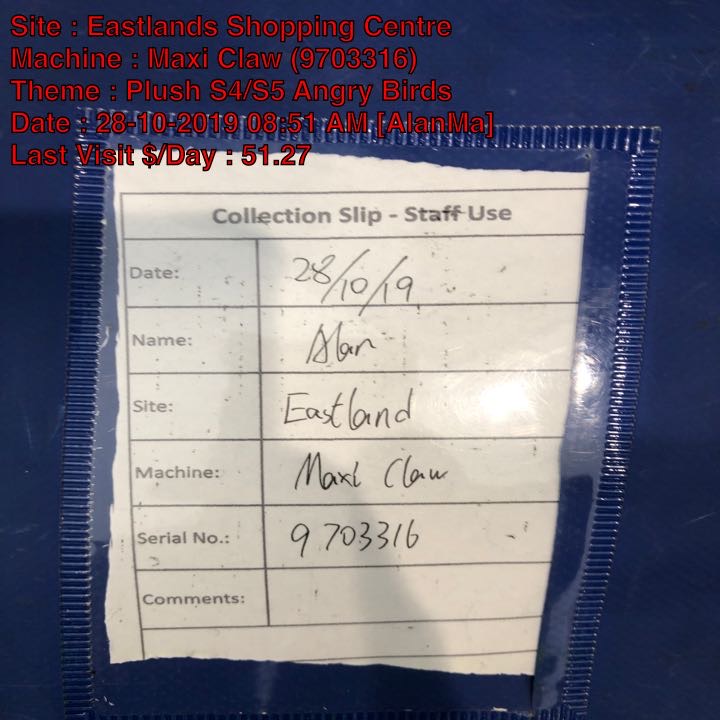 Site : Eastlands Shopping Centre
Machine : Maxi Claw (9703316)
Theme : Plush S4/S5 Angry Birds
Date : 28-10-2019 08:51 AM [AlanMa]
Last Visit $/Day : 51.27
Collection Slip - Staff Use
Date: 28/10/19
Name: Alan
Site: Eastland
Machine: Maxi Claw
Serial No.: 9703316
Comments: